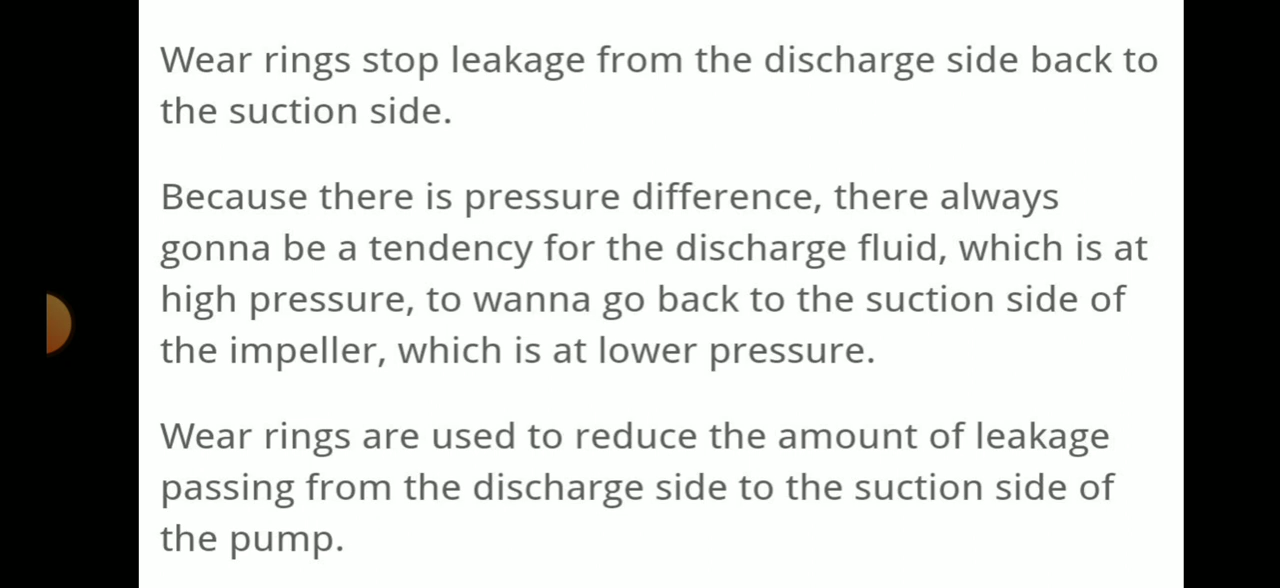 Wear rings stop leakage from the discharge side back to
the suction side.
Because there is pressure difference, there always
gonna be a tendency for the discharge fluid, which is at
high pressure, to wanna go back to the suction side of
the impeller, which is at lower pressure.
Wear rings are used to reduce the amount of leakage
passing from the discharge side to the suction side of
the pump.